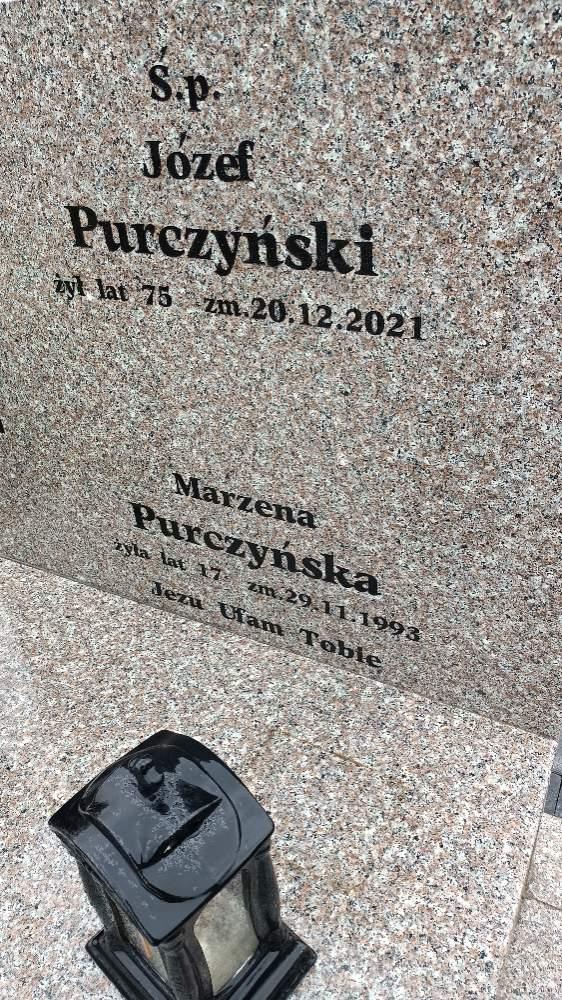 Ś.p.
Józef
Purczyński
żył lat 75 zm.20.12.2021
Marzena
Purczyńska
żyła lat 17 zm.29.11.1993
Jezu Ufam Tobie